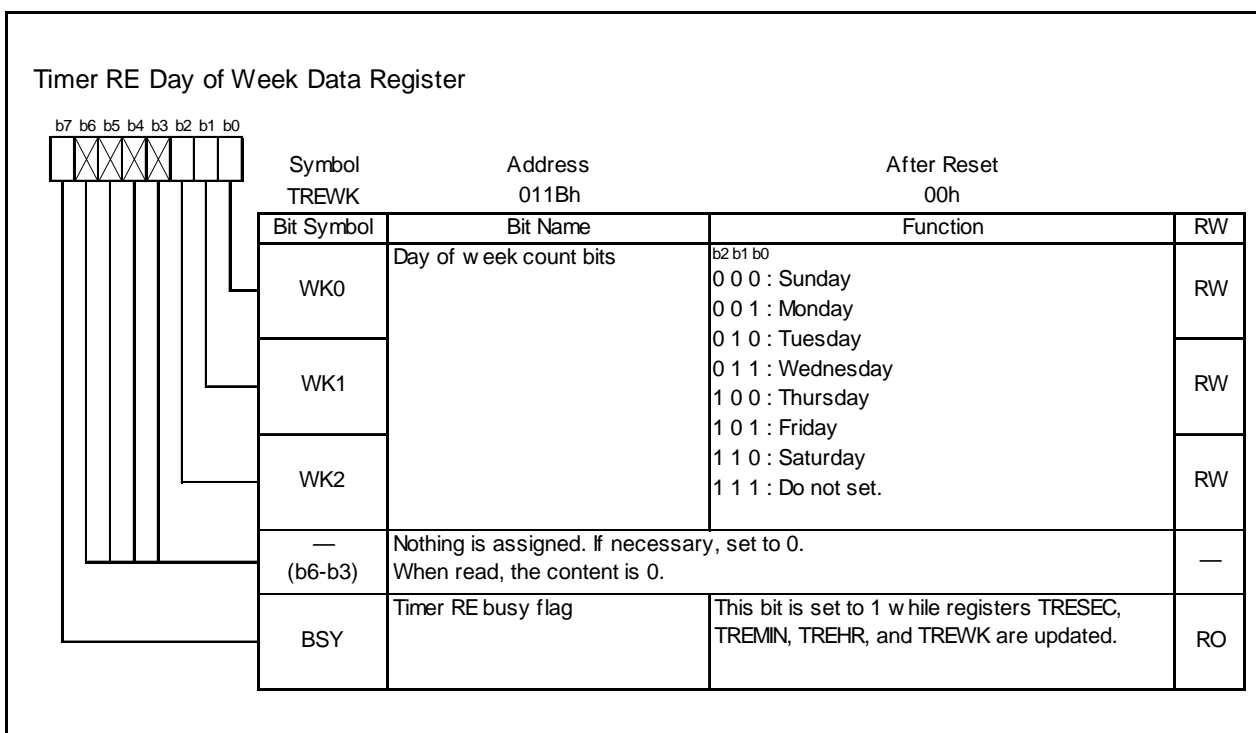 Timer RE Day of Week Data Register
b7 b6 b5 b4 b3 b2 b1 b0
Symbol Address After Reset
TREWK 011Bh 00h
Bit Symbol Bit Name Function RW
WK0 Day of week count bits b2 b1 b0 RW
0 0 0 : Sunday
0 0 1 : Monday
0 1 0 : Tuesday
WK1 0 1 1 : Wednesday RW
1 0 0 : Thursday
1 0 1 : Friday
WK2 1 1 0 : Saturday RW
1 1 1 : Do not set.
— Nothing is assigned. If necessary, set to 0. —
(b6-b3) When read, the content is 0.
BSY Timer RE busy flag This bit is set to 1 while registers TRESEC, RO
TREMIN, TREHR, and TREWK are updated.